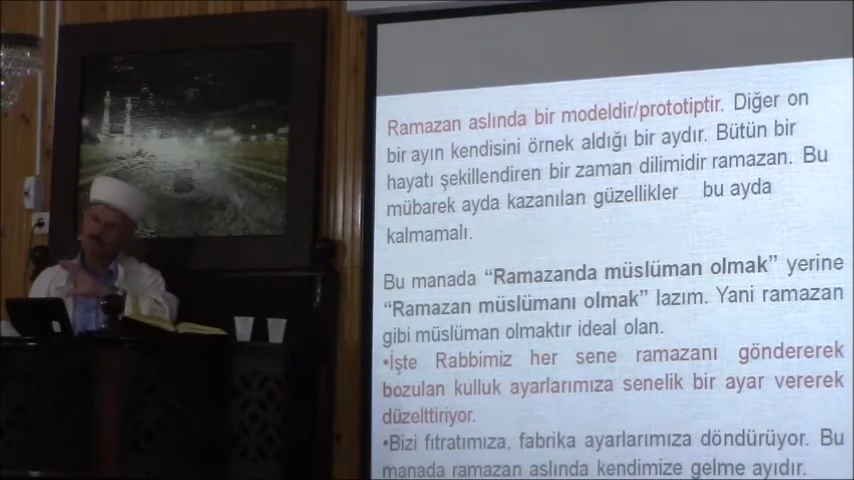 Ramazan aslında bir modeldir/prototiptir. Diğer on
bir ayın kendisini örnek aldığı bir aydır. Bütün bir
hayatı şekillendiren bir zaman dilimidir ramazan. Bu
mübarek ayda kazanılan güzellikler bu ayda
kalmamalı.
Bu manada “Ramazanda müslüman olmak” yerine
“Ramazan müslümanı olmak” lazım. Yani ramazan
gibi müslüman olmaktır ideal olan.
•İşte Rabbimiz her sene ramazanı göndererek
bozulan kulluk ayarlarımıza senelik bir ayar vererek
düzelttiriyor.
•Bizi fıtratımıza, fabrika ayarlarımıza döndürüyor. Bu
manada ramazan aslında kendimize gelme ayıdır.